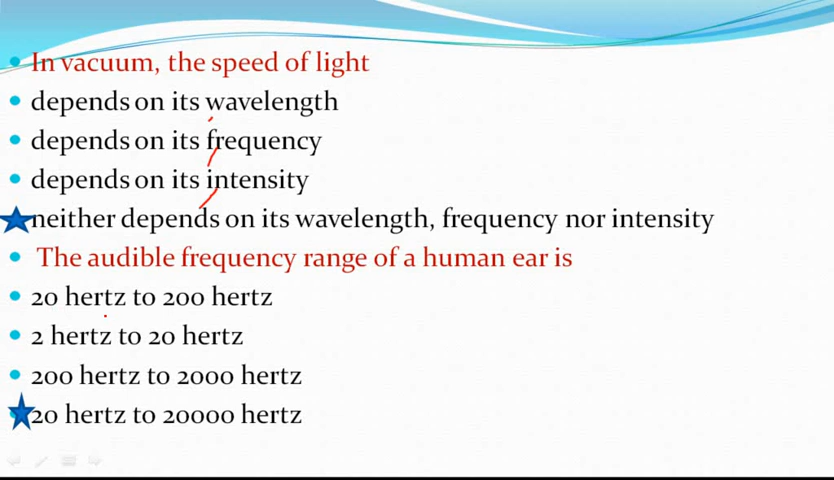 In vacuum, the speed of light
depends on its wavelength
depends on its frequency
depends on its intensity
neither depends on its wavelength, frequency nor intensity
The audible frequency range of a human ear is
20 hertz to 200 hertz
2 hertz to 20 hertz
200 hertz to 2000 hertz
20 hertz to 20000 hertz